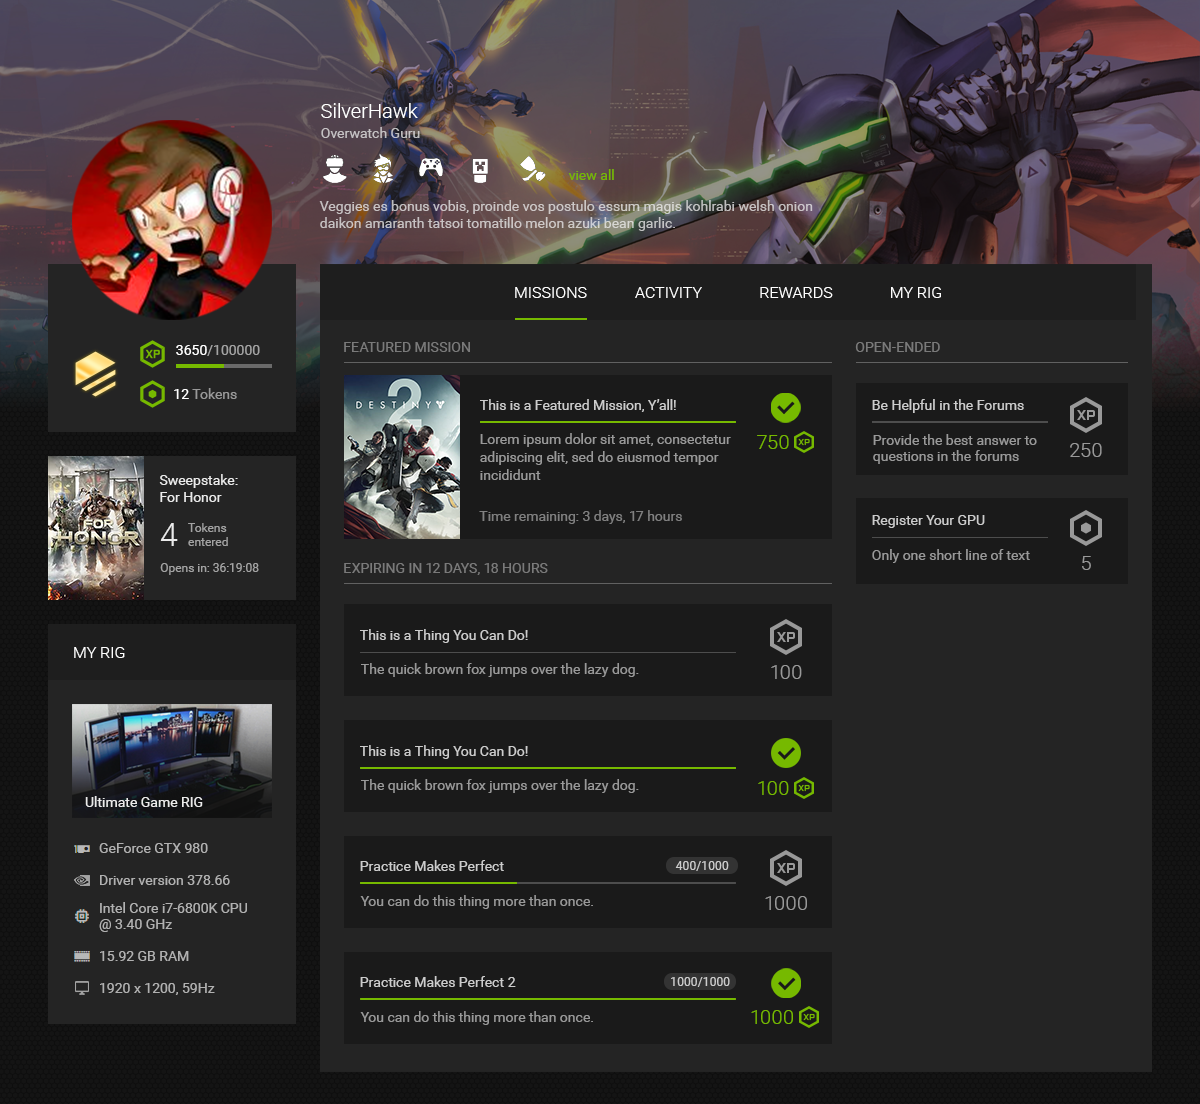 SilverHawk
Overwatch Guru
view all
Veggies es bonus vobis, proinde vos postulo essum magis kohlrabi welsh onion
daikon amaranth tatsoi tomatillo melon azuki bean garlic.
XP 3650/100000
12 Tokens
FOR
HONOR
Sweepstake:
For Honor
4 Tokens
entered
Opens in: 36:19:08
MY RIG
Ultimate Game RIG
GeForce GTX 980
Driver version 378.66
Intel Core i7-6800K CPU
@ 3.40 GHz
15.92 GB RAM
1920 x 1200, 59Hz
MISSIONS ACTIVITY REWARDS MY RIG
FEATURED MISSION
2
DESTINY
This is a Featured Mission, Y'all!
Lorem ipsum dolor sit amet, consectetur
adipiscing elit, sed do eiusmod tempor
incididunt
Time remaining: 3 days, 17 hours
750 XP
EXPIRING IN 12 DAYS, 18 HOURS
This is a Thing You Can Do!
The quick brown fox jumps over the lazy dog.
XP
100
This is a Thing You Can Do!
The quick brown fox jumps over the lazy dog.
100 XP
Practice Makes Perfect 400/1000
You can do this thing more than once.
XP
1000
Practice Makes Perfect 2 1000/1000
You can do this thing more than once.
1000 XP
OPEN-ENDED
Be Helpful in the Forums
Provide the best answer to
questions in the forums
XP
250
Register Your GPU
Only one short line of text
5